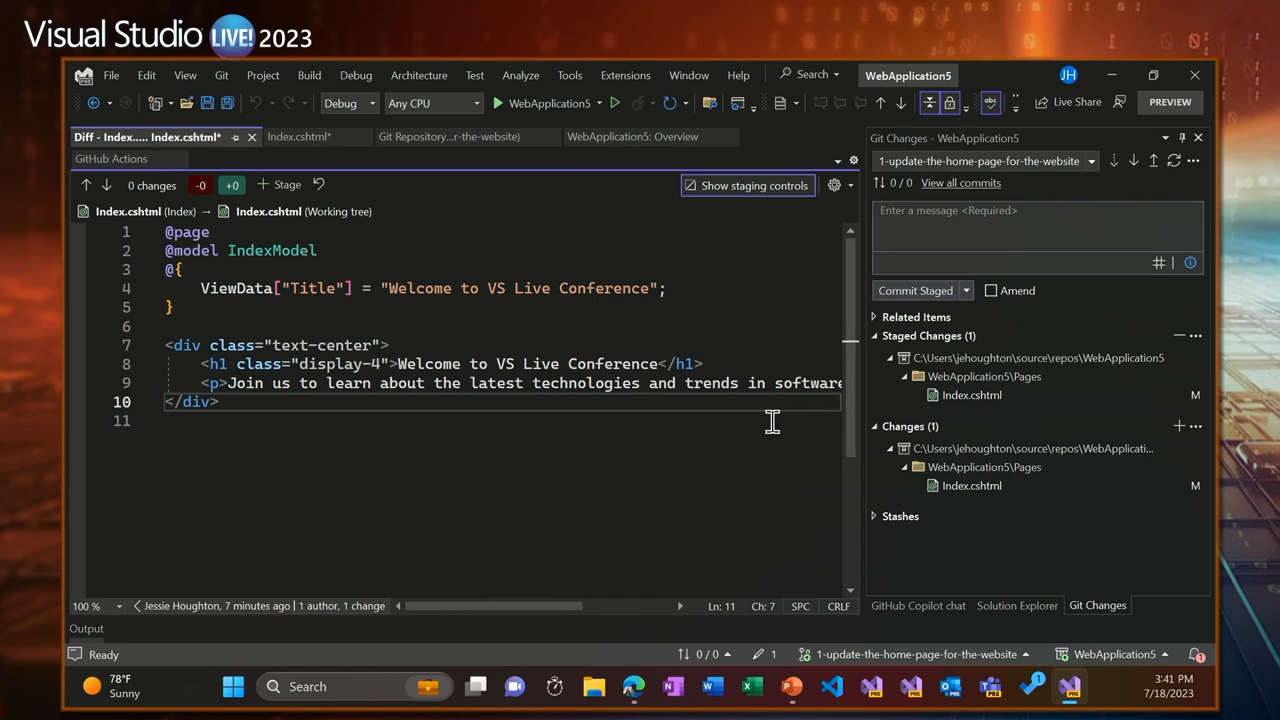 Visual Studio LIVE! 2023
File Edit View Git Project Build Debug Architecture Test Analyze Tools Extensions Window Help Search WebApplication5 JH
Debug Any CPU WebApplication5 abc Live Share PREVIEW
Diff - Index..... Index.cshtml* Index.cshtml* Git Repository...r-the-website) WebApplication5: Overview
GitHub Actions
0 changes -0 +0 + Stage Show staging controls
Index.cshtml (Index) → Index.cshtml (Working tree)
1 @page
2 @model IndexModel
3 @{
4 ViewData["Title"] = "Welcome to VS Live Conference";
5 }
6
7 <div class="text-center">
8 <h1 class="display-4">Welcome to VS Live Conference</h1>
9 <p>Join us to learn about the latest technologies and trends in software
10 </div>
11
100 % Jessie Houghton, 7 minutes ago | 1 author, 1 change Ln: 11 Ch: 7 SPC CRLF
Output
Git Changes - WebApplication5
1-update-the-home-page-for-the-website
0 / 0 View all commits
Enter a message <Required>
Commit Staged Amend
Related Items
Staged Changes (1)
C:\Users\jehoughton\source\repos\WebApplication5
WebApplication5\Pages
Index.cshtml M
Changes (1)
C:\Users\jehoughton\source\repos\WebApplicati...
WebApplication5\Pages
Index.cshtml M
Stashes
GitHub Copilot chat Solution Explorer Git Changes
Ready 0 / 0 1 1-update-the-home-page-for-the-website WebApplication5 1
78°F
Sunny
Search
1
3:41 PM
7/18/2023